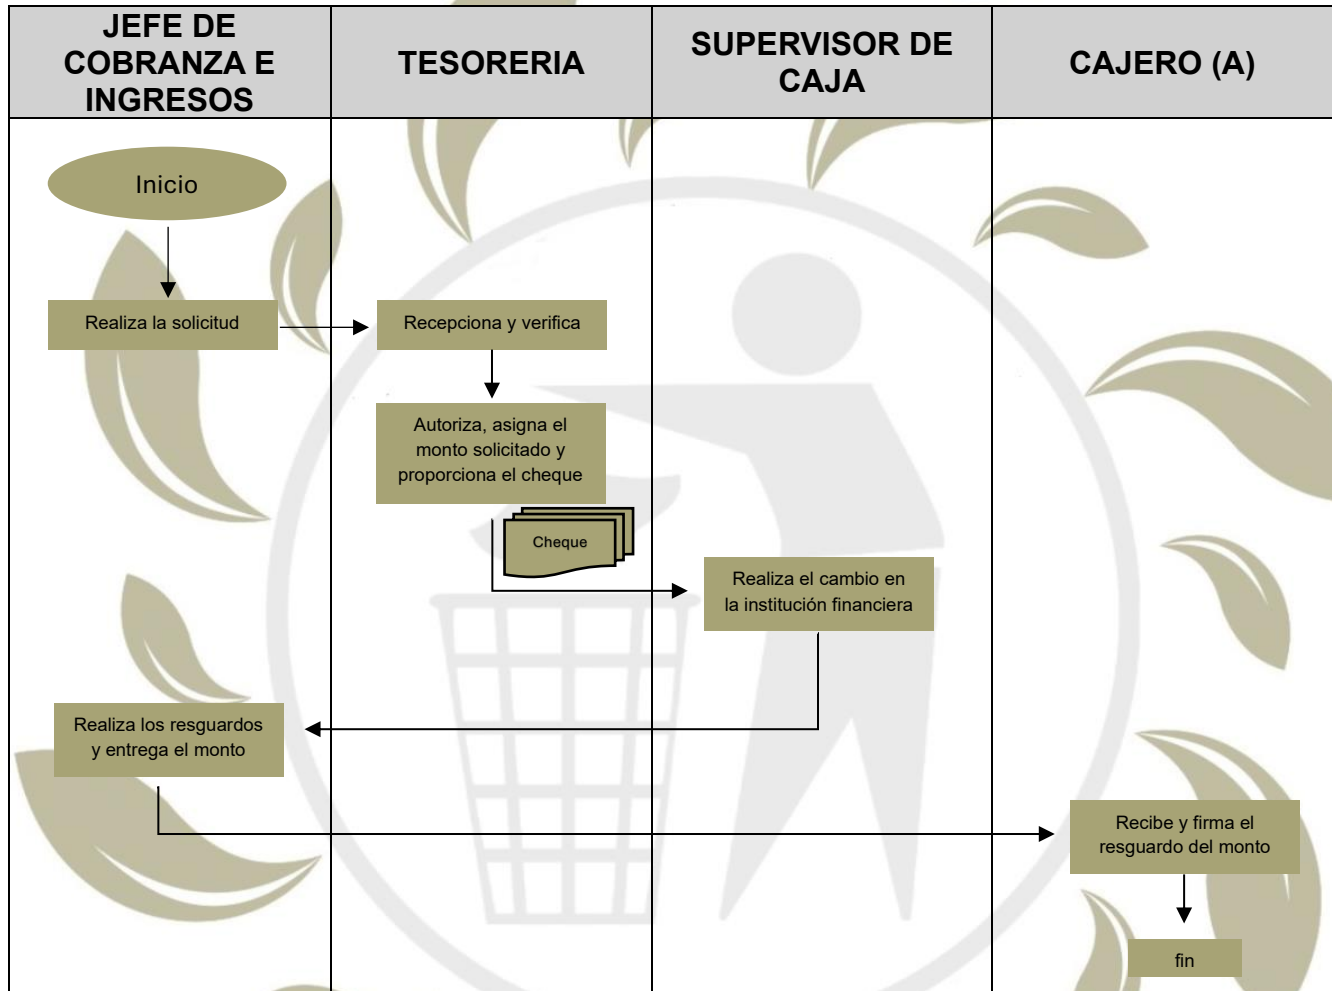 JEFE DE
COBRANZA E
INGRESOS
TESORERIA
SUPERVISOR DE
CAJA
CAJERO (A)
Inicio
Realiza la solicitud
Recepciona y verifica
Autoriza, asigna el
monto solicitado y
proporciona el cheque
Cheque
Realiza el cambio en
la institución financiera
Realiza los resguardos
y entrega el monto
Recibe y firma el
resguardo del monto
fin